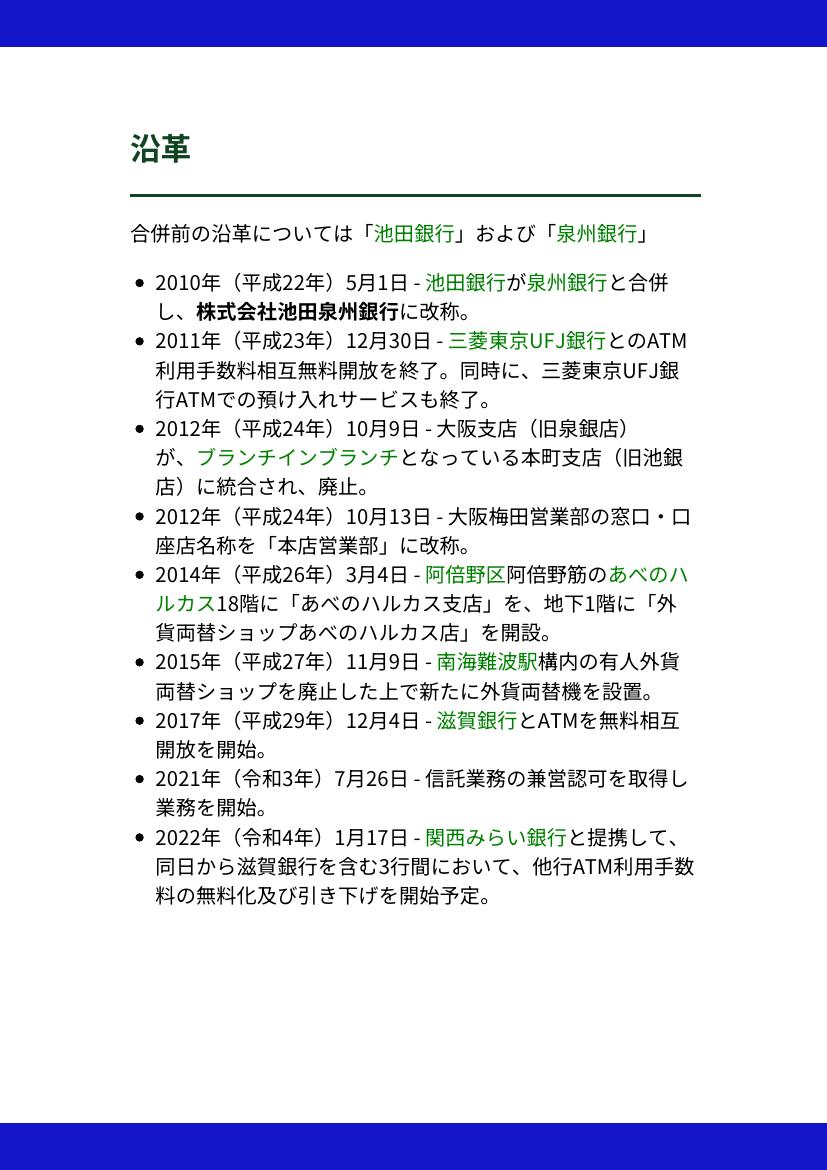 沿革
合併前の沿革については「池田銀行」および「泉州銀行」
2010年（平成22年）5月1日 - 池田銀行が泉州銀行と合併
し、株式会社池田泉州銀行に改称。
2011年（平成23年）12月30日 - 三菱東京UFJ銀行とのATM
利用手数料相互無料開放を終了。同時に、三菱東京UFJ銀
行ATMでの預け入れサービスも終了。
2012年（平成24年）10月9日 - 大阪支店（旧泉銀店）
が、ブランチインブランチとなっている本町支店（旧池銀
店）に統合され、廃止。
2012年（平成24年）10月13日 - 大阪梅田営業部の窓口・口
座店名称を「本店営業部」に改称。
2014年（平成26年）3月4日 - 阿倍野区阿倍野筋のあべのハ
ルカス18階に「あべのハルカス支店」を、地下1階に「外
貨両替ショップあべのハルカス店」を開設。
2015年（平成27年）11月9日 - 南海難波駅構内の有人外貨
両替ショップを廃止した上で新たに外貨両替機を設置。
2017年（平成29年）12月4日 - 滋賀銀行とATMを無料相互
開放を開始。
2021年（令和3年）7月26日 - 信託業務の兼営認可を取得し
業務を開始。
2022年（令和4年）1月17日 - 関西みらい銀行と提携して、
同日から滋賀銀行を含む3行間において、他行ATM利用手数
料の無料化及び引き下げを開始予定。